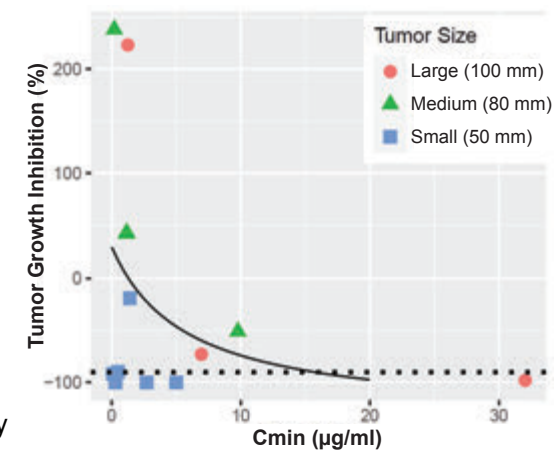 Tumor Growth Inhibition (%)
200
100
0
−100
Tumor Size
Large (100 mm)
Medium (80 mm)
Small (50 mm)
0 10 20 30
Cmin (µg/ml)
y